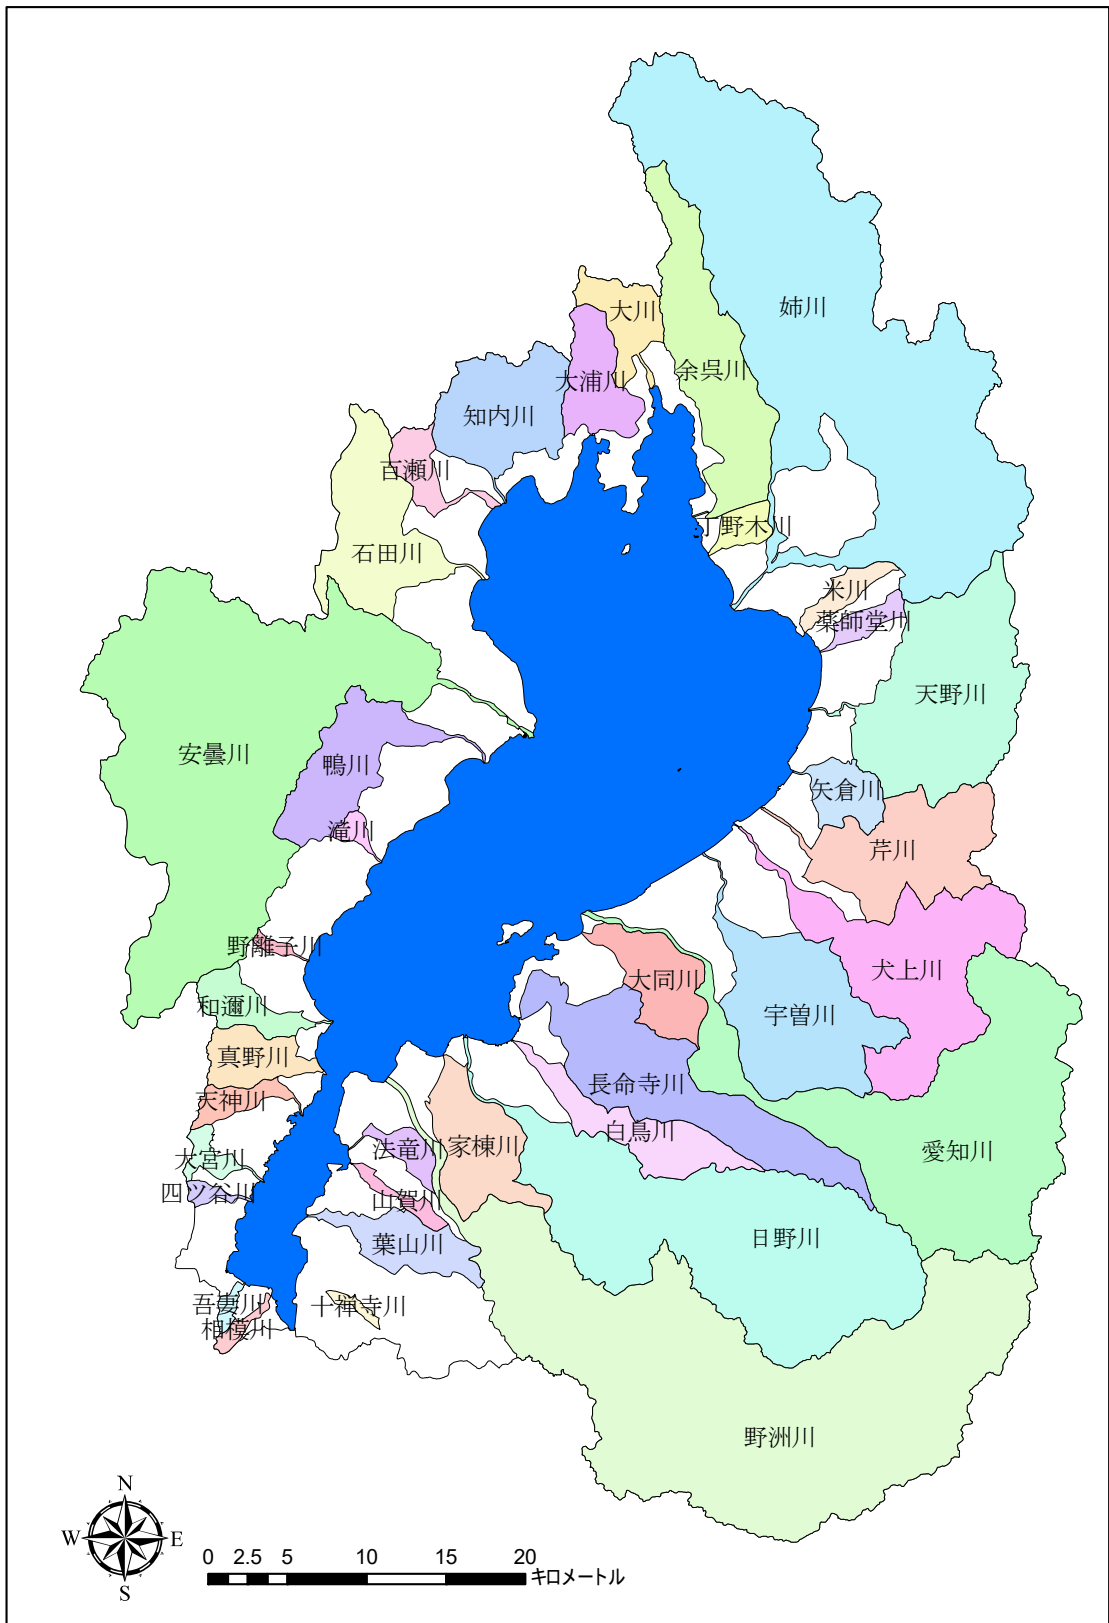 姉川
大川
余呉川
大浦川
知内川
百瀬川
丁野木川
石田川
米川
薬師堂川
天野川
安曇川
鴨川
矢倉川
滝川
芹川
野離子川
犬上川
大同川
和邇川
宇曽川
真野川
長命寺川
天神川
白鳥川
法竜川
家棟川
愛知川
大宮川
四ツ谷川
山賀川
日野川
葉山川
吾妻川
十禅寺川
相模川
野洲川
N
W
E
S
0 2.5 5 10 15 20
キロメートル